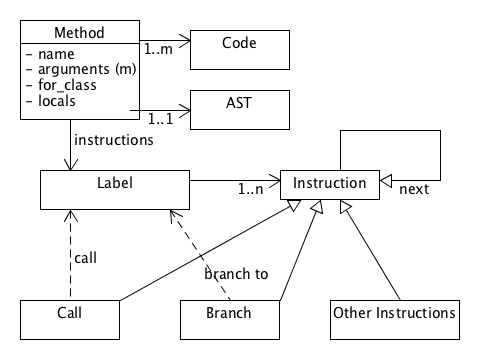 Method
- name
- arguments (m)
- for_class
- locals
1..m
Code
1..1
AST
instructions
Label
1..n
Instruction
next
call
branch to
Call
Branch
Other Instructions